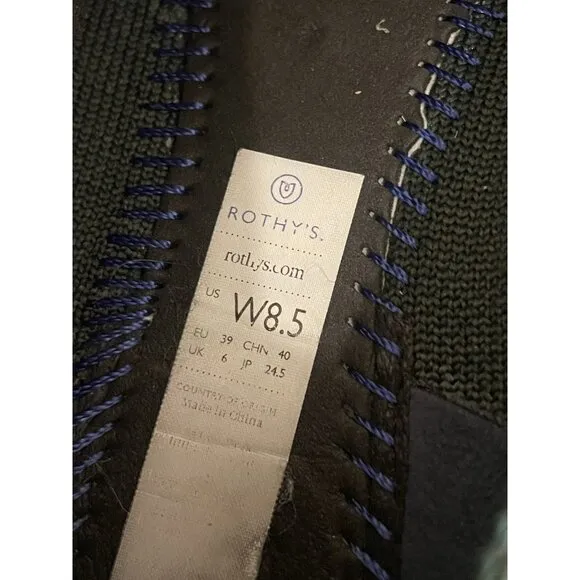 ROTHY'S.
rothys.com
US W8.5
EU 39 CHN 40
UK 6 JP 24.5
COUNTRY OF ORIGIN
Made in China